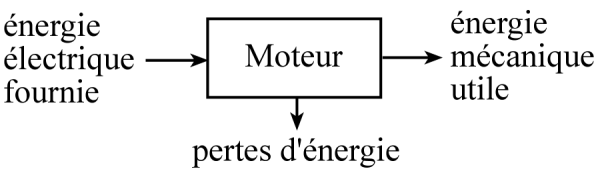 énergie
électrique
fournie
Moteur
énergie
mécanique
utile
pertes d'énergie